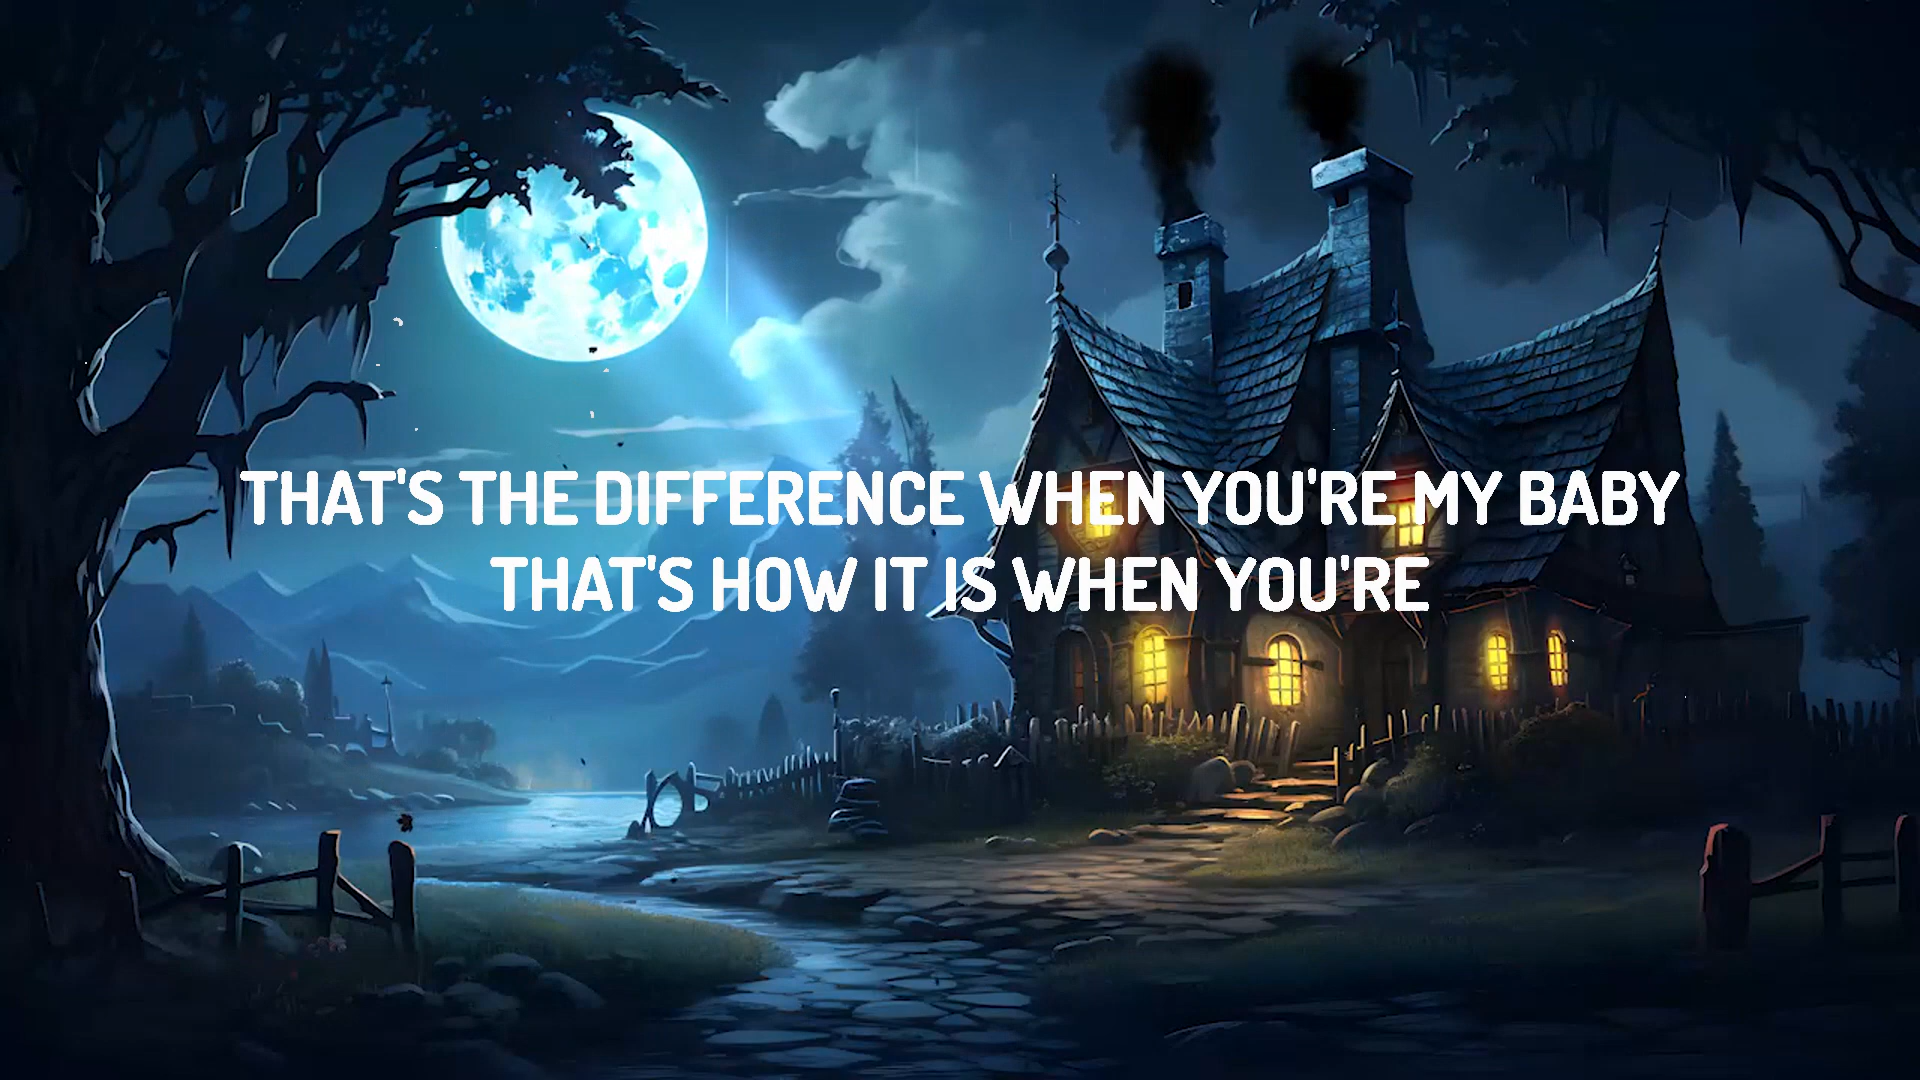 THAT'S THE DIFFERENCE WHEN YOU'RE MY BABY
THAT'S HOW IT IS WHEN YOU'RE